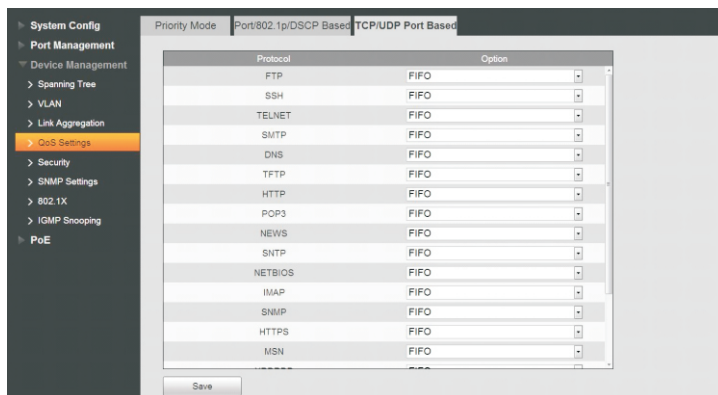 System Config
Port Management
Device Management
Spanning Tree
VLAN
Link Aggregation
QoS Settings
Security
SNMP Settings
802.1X
IGMP Snooping
PoE
Priority Mode Port/802.1p/DSCP Based TCP/UDP Port Based
Protocol Option
FTP FIFO
SSH FIFO
TELNET FIFO
SMTP FIFO
DNS FIFO
TFTP FIFO
HTTP FIFO
POP3 FIFO
NEWS FIFO
SNTP FIFO
NETBIOS FIFO
IMAP FIFO
SNMP FIFO
HTTPS FIFO
MSN FIFO
Save